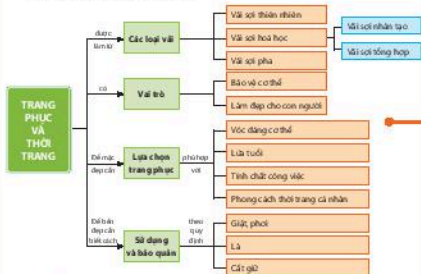 TRANG
PHỤC
VÀ
THỜI
TRANG
được
làm từ
Các loại vải
Vải sợi thiên nhiên
Vải sợi hoá học
Vải sợi pha
Vải sợi nhân tạo
Vải sợi tổng hợp
có
Vai trò
Bảo vệ cơ thể
Làm đẹp cho con người
Để mặc
đẹp cần
Lựa chọn
trang phục
phù hợp
với
Vóc dáng cơ thể
Lứa tuổi
Tính chất công việc
Phong cách thời trang cá nhân
Để bền
đẹp cần
biết cách
Sử dụng
và bảo quản
theo
quy
định
Giặt, phơi
Là
Cất giữ